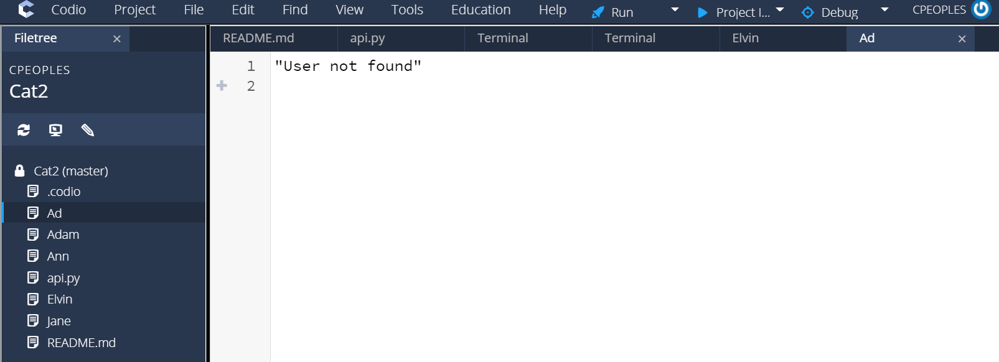 Codio Project File Edit Find View Tools Education Help Run Project I... Debug CPEOPLES
Filetree
README.md api.py Terminal Terminal Elvin Ad
CPEOPLES
Cat2
1 "User not found"
2
Cat2 (master)
.codio
Ad
Adam
Ann
api.py
Elvin
Jane
README.md